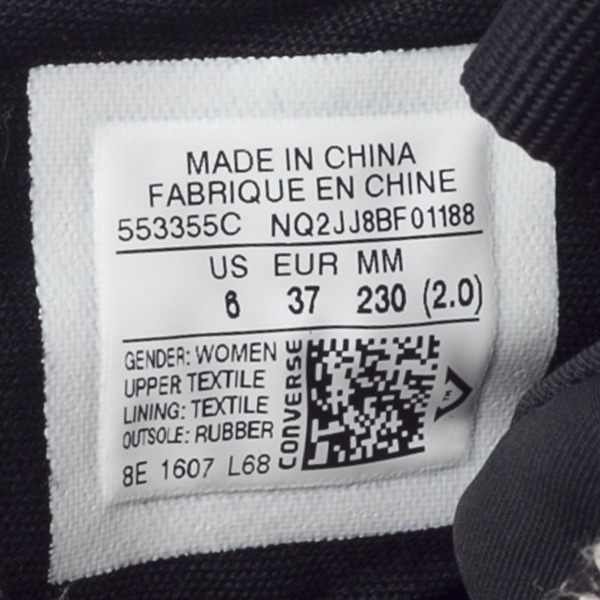 MADE IN CHINA
FABRIQUE EN CHINE
553355C NQ2JJ8BF01188
US EUR MM
6 37 230 (2.0)
GENDER: WOMEN
UPPER TEXTILE
LINING: TEXTILE
OUTSOLE: RUBBER
8E 1607 L68
CONVERSE
TM